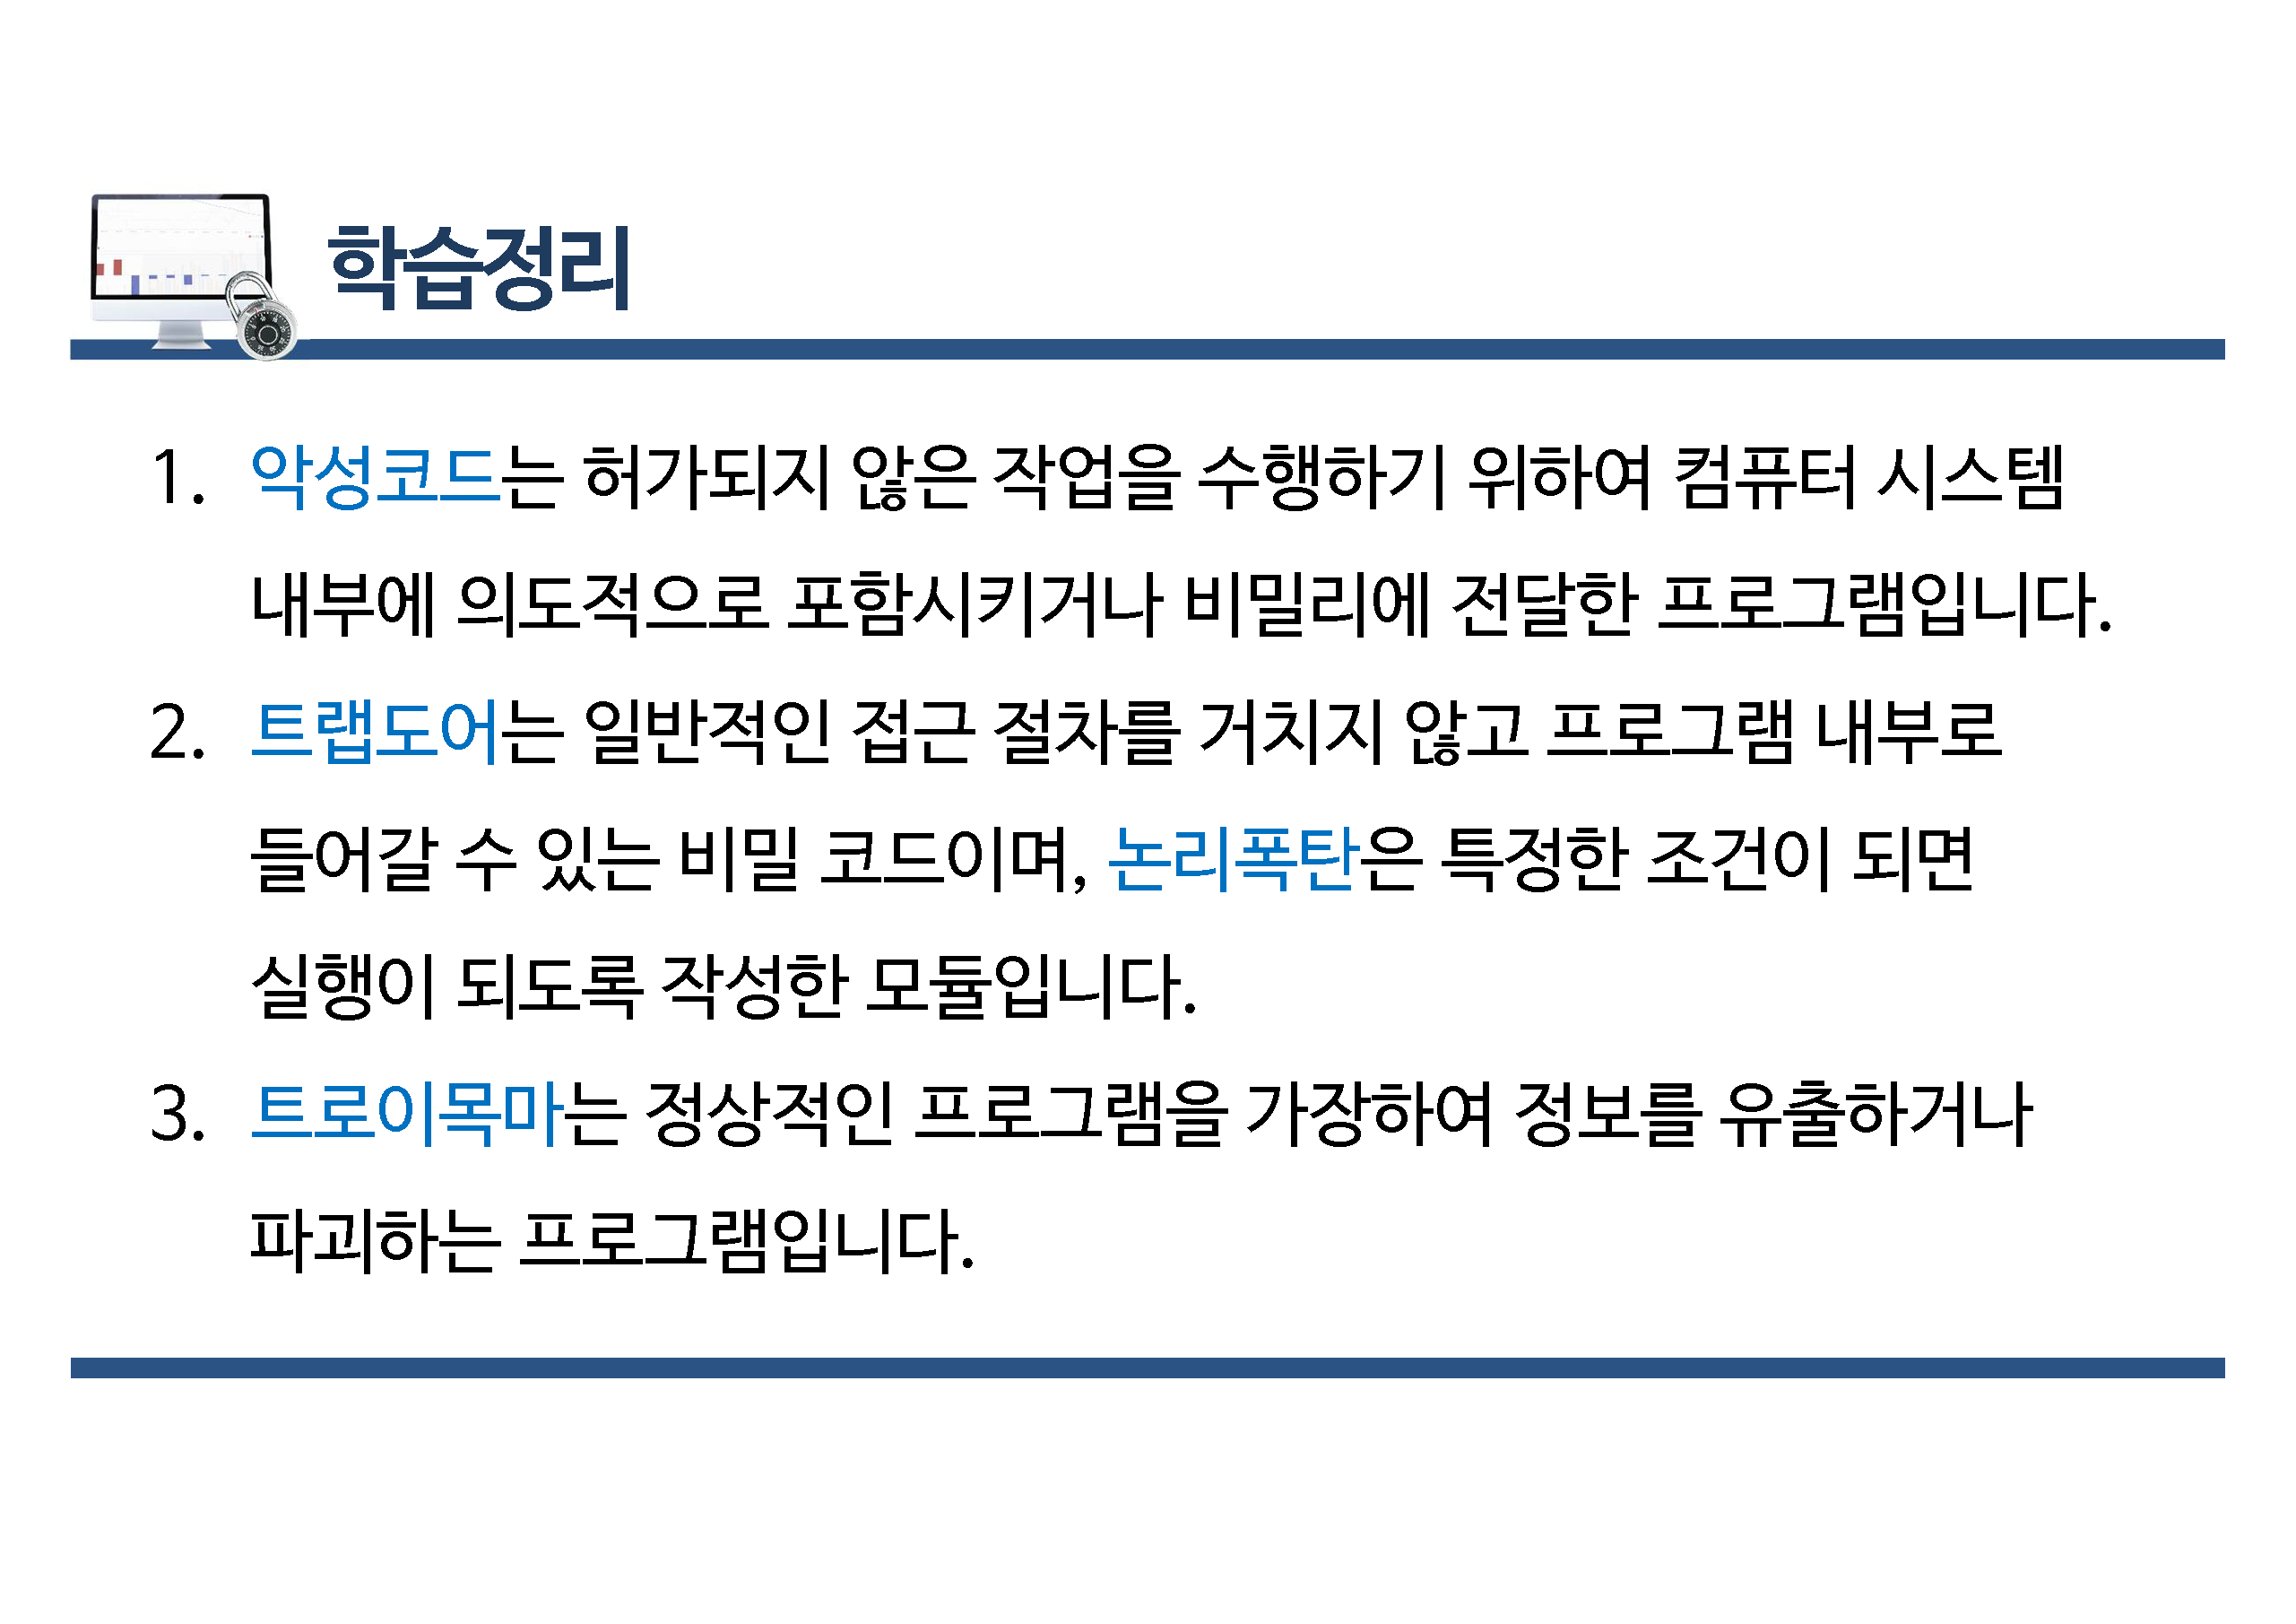 학습정리
1. 악성코드는 허가되지 않은 작업을 수행하기 위하여 컴퓨터 시스템
내부에 의도적으로 포함시키거나 비밀리에 전달한 프로그램입니다.
2. 트랩도어는 일반적인 접근 절차를 거치지 않고 프로그램 내부로
들어갈 수 있는 비밀 코드이며, 논리폭탄은 특정한 조건이 되면
실행이 되도록 작성한 모듈입니다.
3. 트로이목마는 정상적인 프로그램을 가장하여 정보를 유출하거나
파괴하는 프로그램입니다.